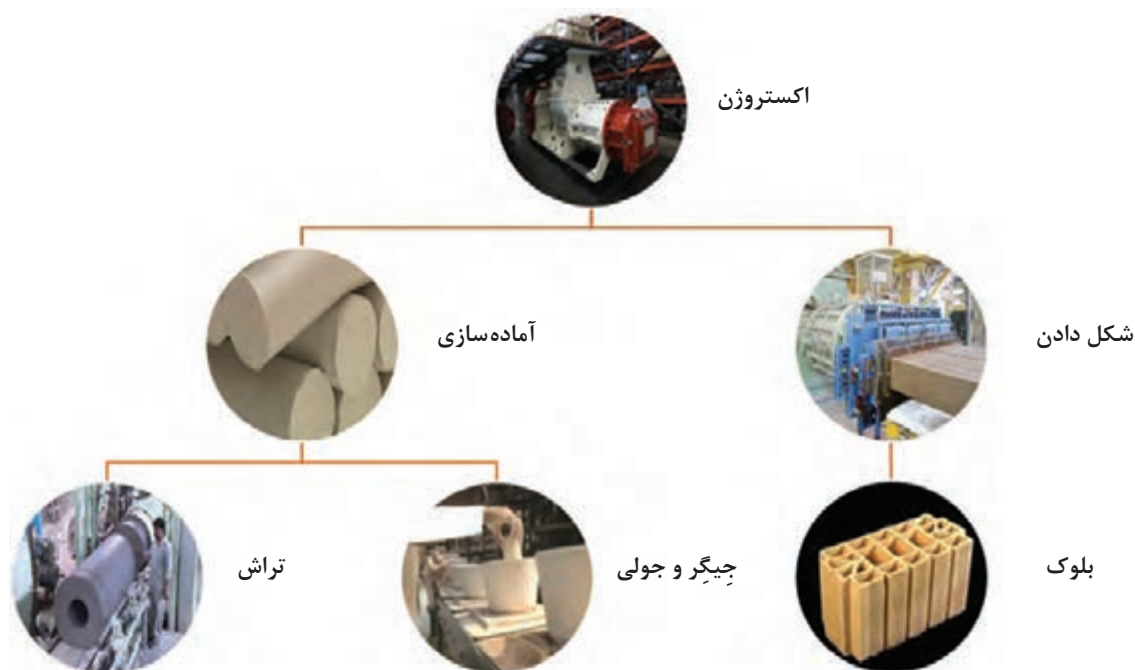 اکستروژن
شکل دادن
آماده‌سازی
بلوک
جِیگِر و جولی
تراش